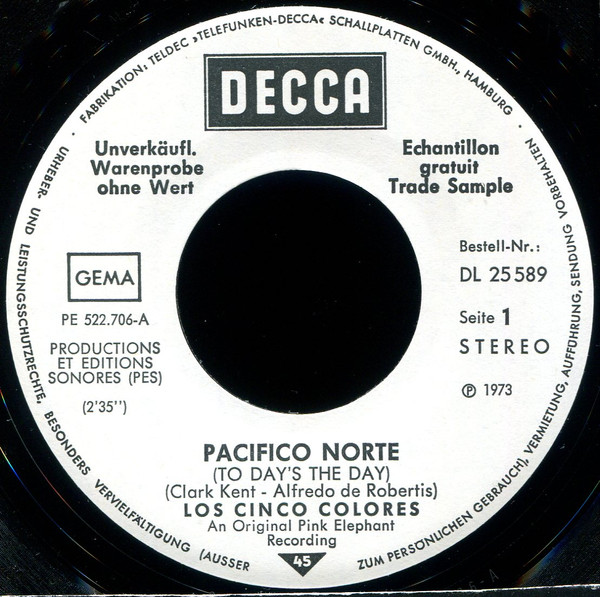 · FABRIKATION: TELDEC »TELEFUNKEN-DECCA« SCHALLPLATTEN GMBH., HAMBURG ·
URHEBER- UND LEISTUNGSSCHUTZRECHTE, BESONDERS VERVIELFÄLTIGUNG (AUSSER ZUM PERSÖNLICHEN GEBRAUCH), VERMIETUNG, AUFFÜHRUNG, SENDUNG VORBEHALTEN
DECCA
Unverkäufl.
Warenprobe
ohne Wert
Echantillon
gratuit
Trade Sample
GEMA
PE 522.706-A
PRODUCTIONS
ET EDITIONS
SONORES (PES)
(2'35'')
Bestell-Nr.:
DL 25 589
Seite 1
STEREO
℗ 1973
PACIFICO NORTE
(TO DAY'S THE DAY)
(Clark Kent - Alfredo de Robertis)
LOS CINCO COLORES
An Original Pink Elephant
Recording
45